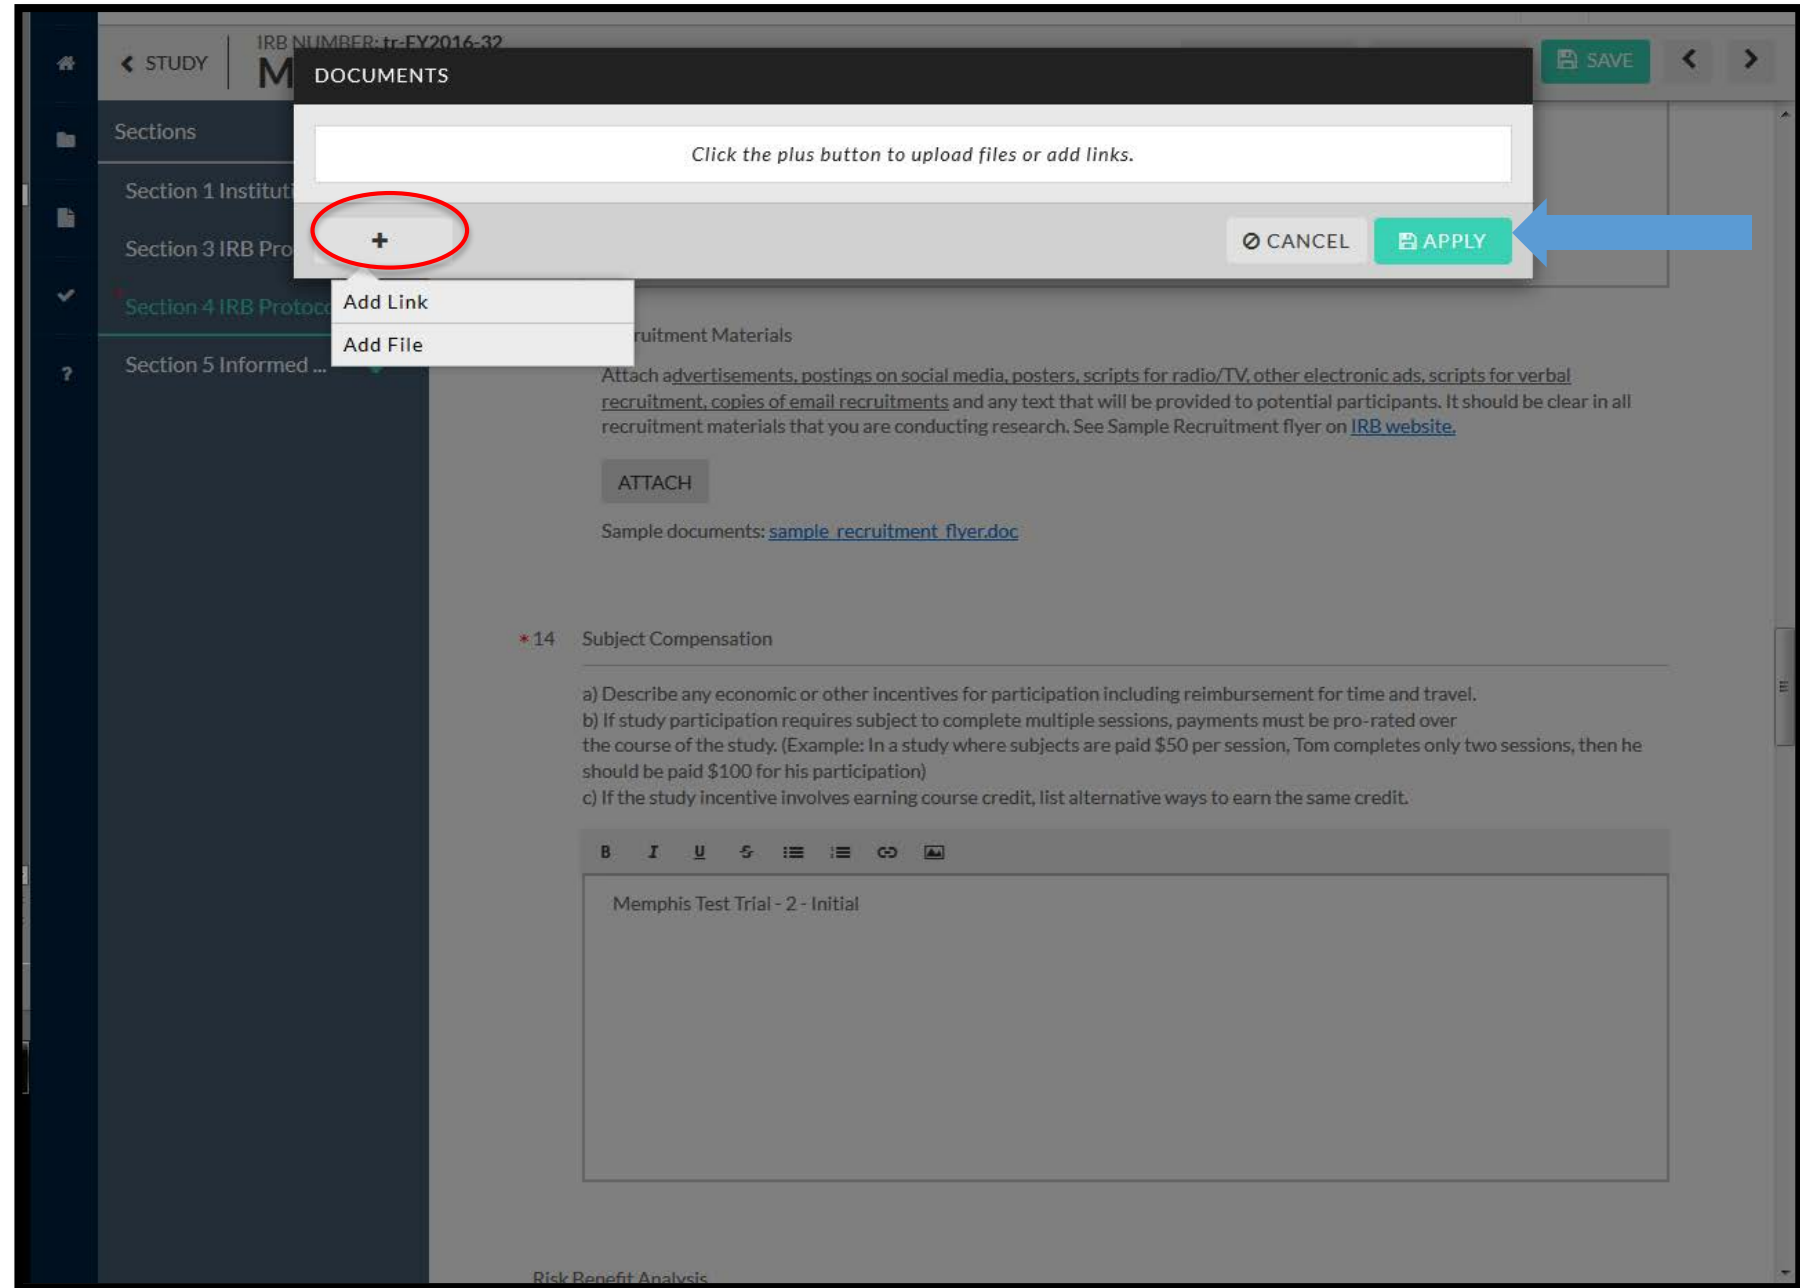 STUDY
IRB NUMBER: tr-FY2016-32
M
SAVE
DOCUMENTS
Click the plus button to upload files or add links.
+
CANCEL
APPLY
Add Link
Add File
Sections
Section 1 Instituti
Section 3 IRB Pro
Section 4 IRB Protoco
Section 5 Informed ...
ruitment Materials
Attach advertisements, postings on social media, posters, scripts for radio/TV, other electronic ads, scripts for verbal
recruitment, copies of email recruitments and any text that will be provided to potential participants. It should be clear in all
recruitment materials that you are conducting research. See Sample Recruitment flyer on IRB website.
ATTACH
Sample documents: sample_recruitment_flyer.doc
* 14 Subject Compensation
a) Describe any economic or other incentives for participation including reimbursement for time and travel.
b) If study participation requires subject to complete multiple sessions, payments must be pro-rated over
the course of the study. (Example: In a study where subjects are paid $50 per session, Tom completes only two sessions, then he
should be paid $100 for his participation)
c) If the study incentive involves earning course credit, list alternative ways to earn the same credit.
B I U S
Memphis Test Trial - 2 - Initial
Risk Benefit Analysis